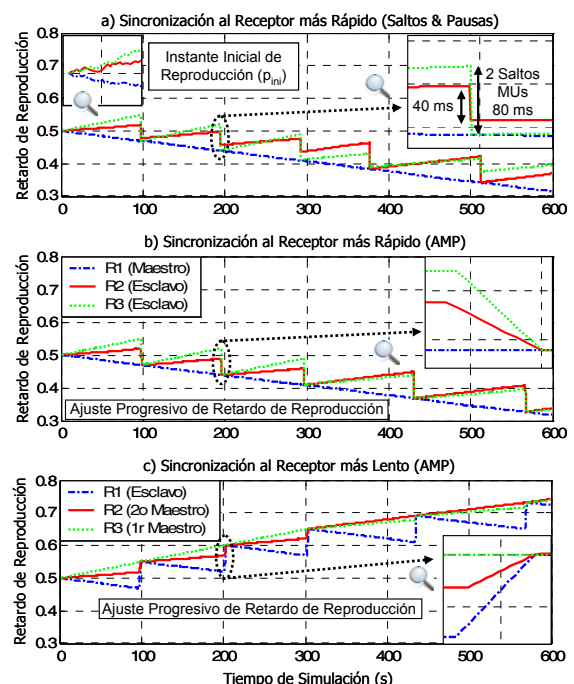 a) Sincronización al Receptor más Rápido (Saltos & Pausas)
Retardo de Reproducción
0.8
0.7
0.6
0.5
0.4
0.3
Instante Inicial de
Reproducción (pini)
40 ms
2 Saltos
MUs
80 ms
0 100 200 300 400 500 600
b) Sincronización al Receptor más Rápido (AMP)
Retardo de Reproducción
0.8
0.7
0.6
0.5
0.4
0.3
R1 (Maestro)
R2 (Esclavo)
R3 (Esclavo)
Ajuste Progresivo de Retardo de Reproducción
0 100 200 300 400 500 600
c) Sincronización al Receptor más Lento (AMP)
Retardo de Reproducción
0.8
0.7
0.6
0.5
0.4
0.3
R1 (Esclavo)
R2 (2o Maestro)
R3 (1r Maestro)
Ajuste Progresivo de Retardo de Reproducción
0 100 200 300 400 500 600
Tiempo de Simulación (s)